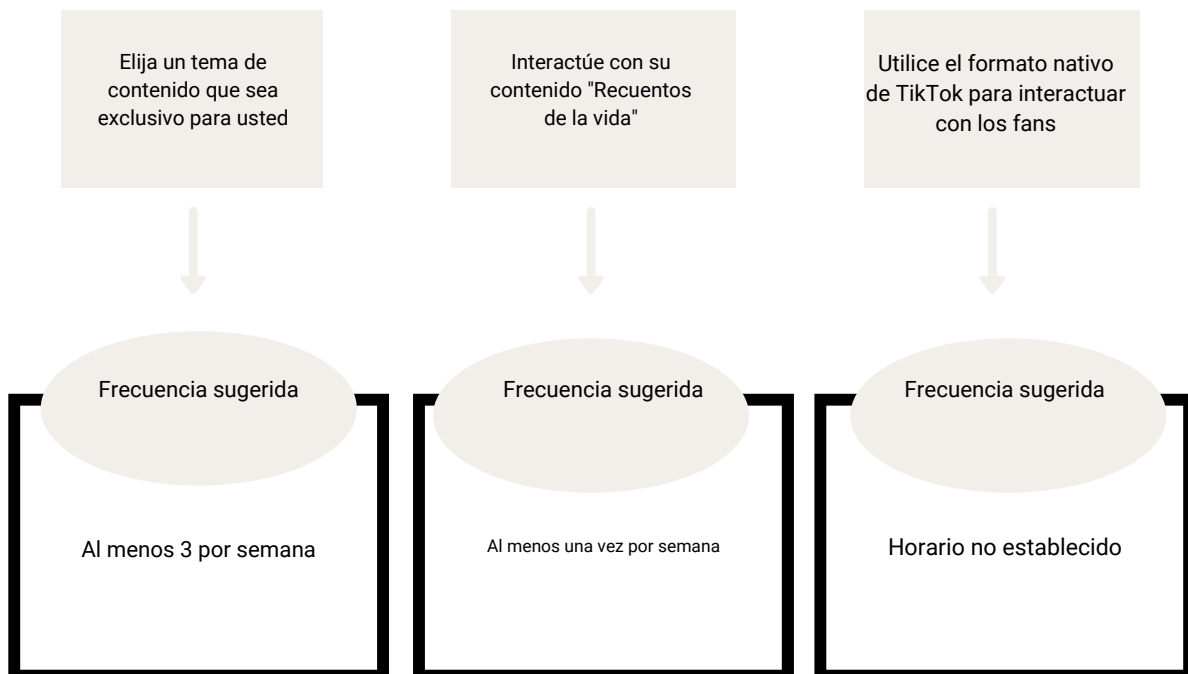 Elija un tema de
contenido que sea
exclusivo para usted
Interactúe con su
contenido "Recuentos
de la vida"
Utilice el formato nativo
de TikTok para interactuar
con los fans
Frecuencia sugerida
Frecuencia sugerida
Frecuencia sugerida
Al menos 3 por semana
Al menos una vez por semana
Horario no establecido